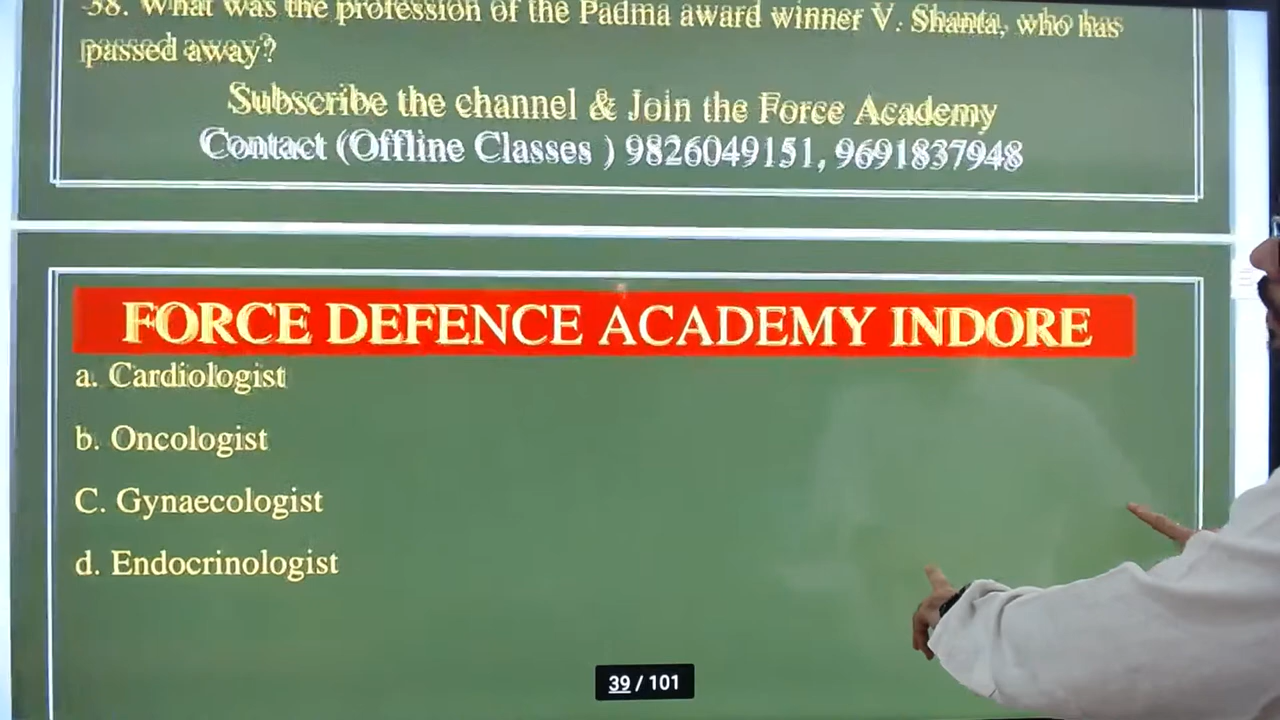 38. What was the profession of the Padma award winner V. Shanta, who has
passed away?
Subscribe the channel & Join the Force Academy
Contact (Offline Classes ) 9826049151, 9691837948
FORCE DEFENCE ACADEMY INDORE
a. Cardiologist
b. Oncologist
C. Gynaecologist
d. Endocrinologist
39 / 101